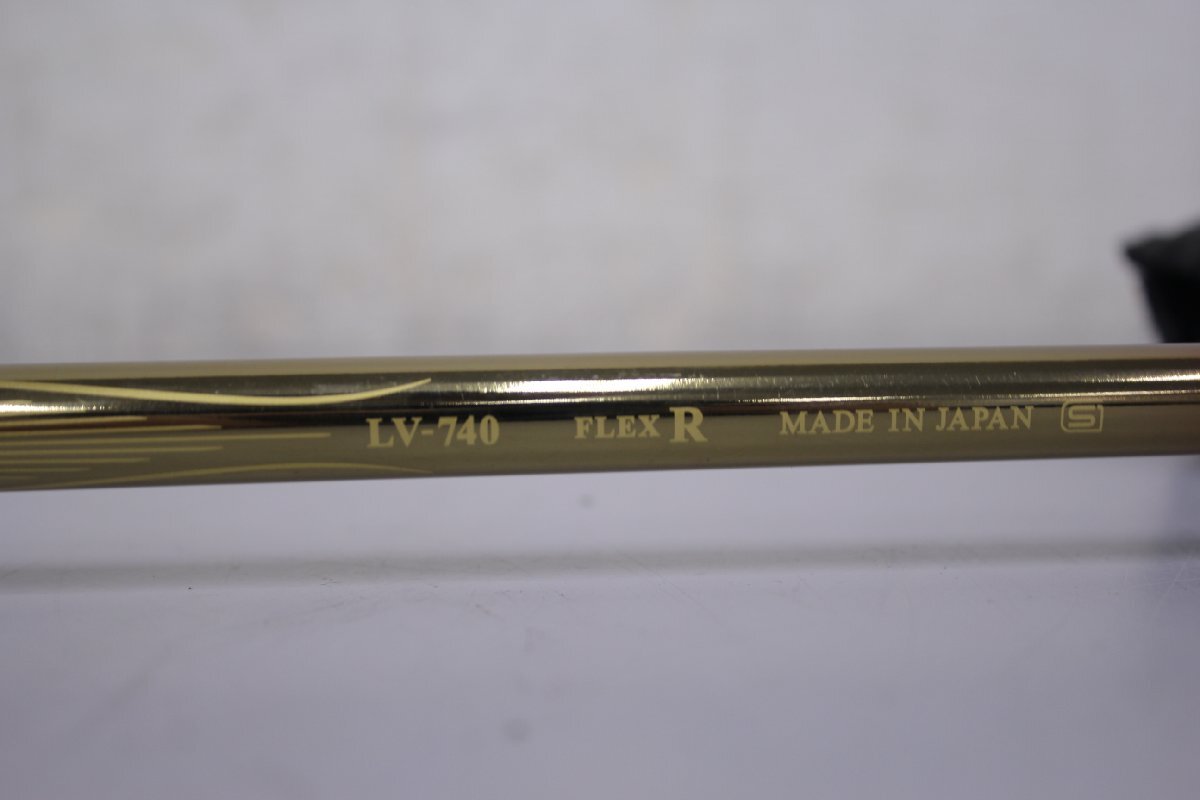 LV-740 FLEX R MADE IN JAPAN S